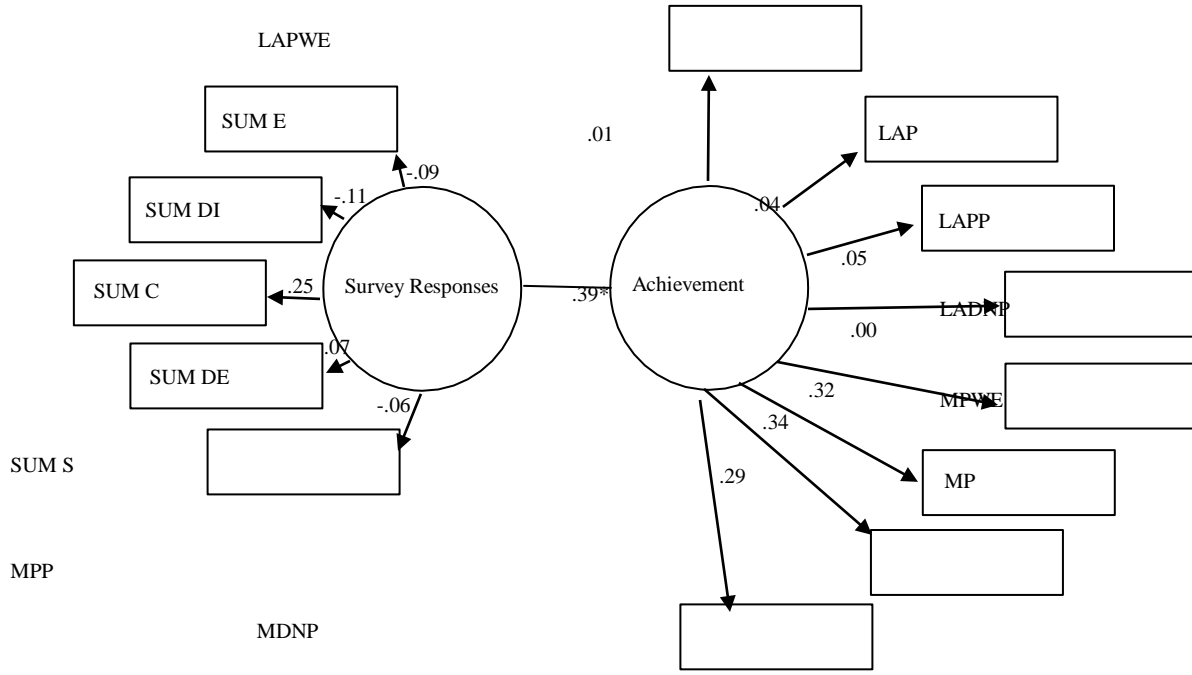 LAPWE
SUM E
.01
LAP
-.09
-.11
.04
SUM DI
LAPP
.05
.25
SUM C
Survey Responses
.39*
Achievement
LADNP
.00
.07
SUM DE
.32
MPWE
-.06
.34
SUM S
.29
MP
MPP
MDNP